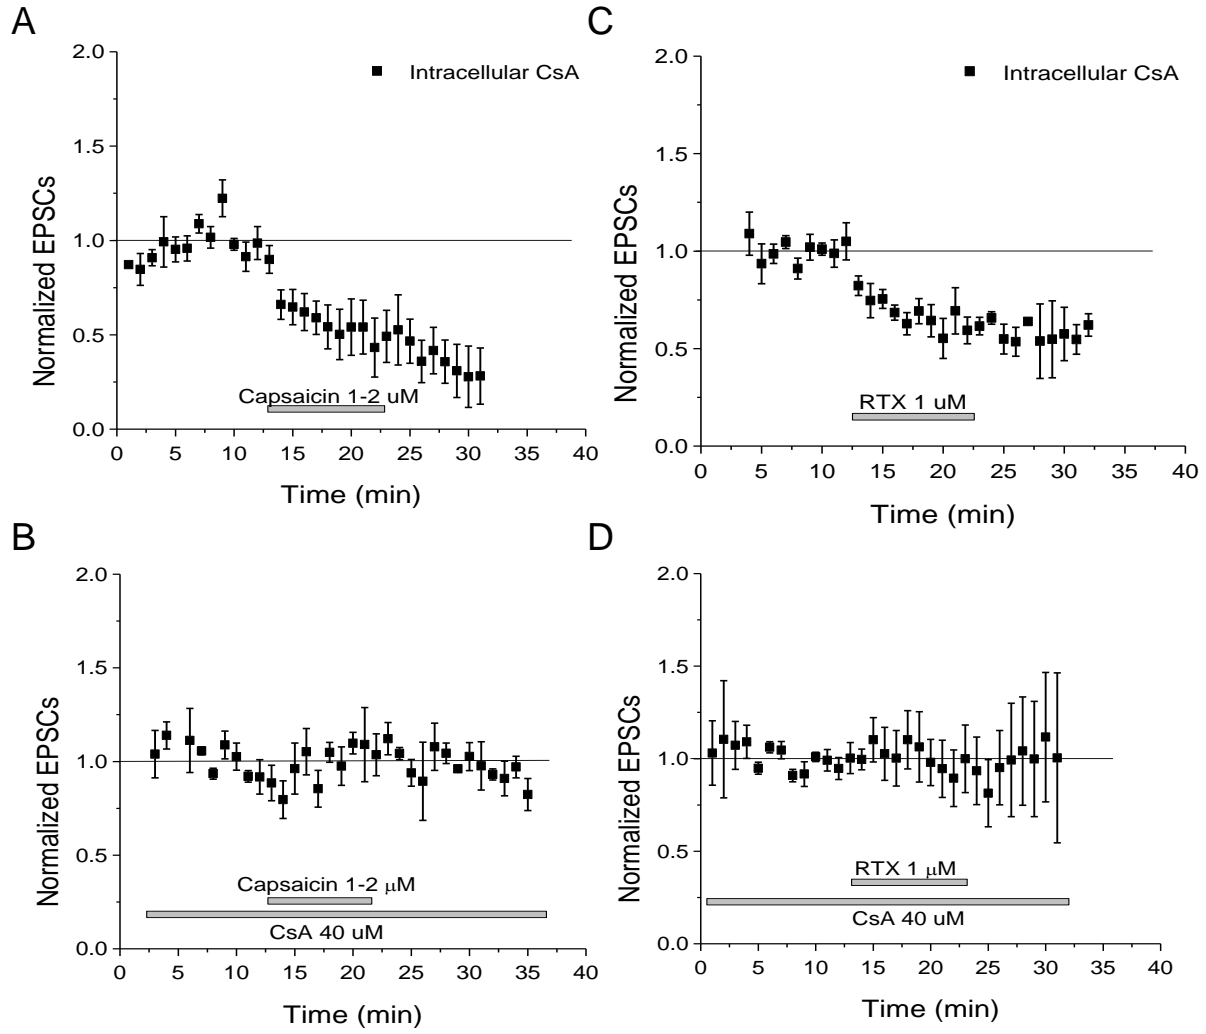 A
2.0
1.5
1.0
0.5
0.0
Normalized EPSCs
Intracellular CsA
Capsaicin 1-2 uM
0 5 10 15 20 25 30 35 40
Time (min)
C
2.0
1.5
1.0
0.5
0.0
Normalized EPSCs
Intracellular CsA
RTX 1 uM
0 5 10 15 20 25 30 35 40
Time (min)
B
2.0
1.5
1.0
0.5
0.0
Normalized EPSCs
Capsaicin 1-2 μM
CsA 40 uM
0 5 10 15 20 25 30 35 40
Time (min)
D
2.0
1.5
1.0
0.5
0.0
Normalized EPSCs
RTX 1 μM
CsA 40 uM
0 5 10 15 20 25 30 35 40
Time (min)